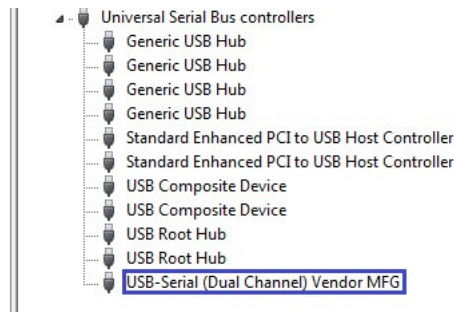 Universal Serial Bus controllers
Generic USB Hub
Generic USB Hub
Generic USB Hub
Generic USB Hub
Standard Enhanced PCI to USB Host Controller
Standard Enhanced PCI to USB Host Controller
USB Composite Device
USB Composite Device
USB Root Hub
USB Root Hub
USB-Serial (Dual Channel) Vendor MFG